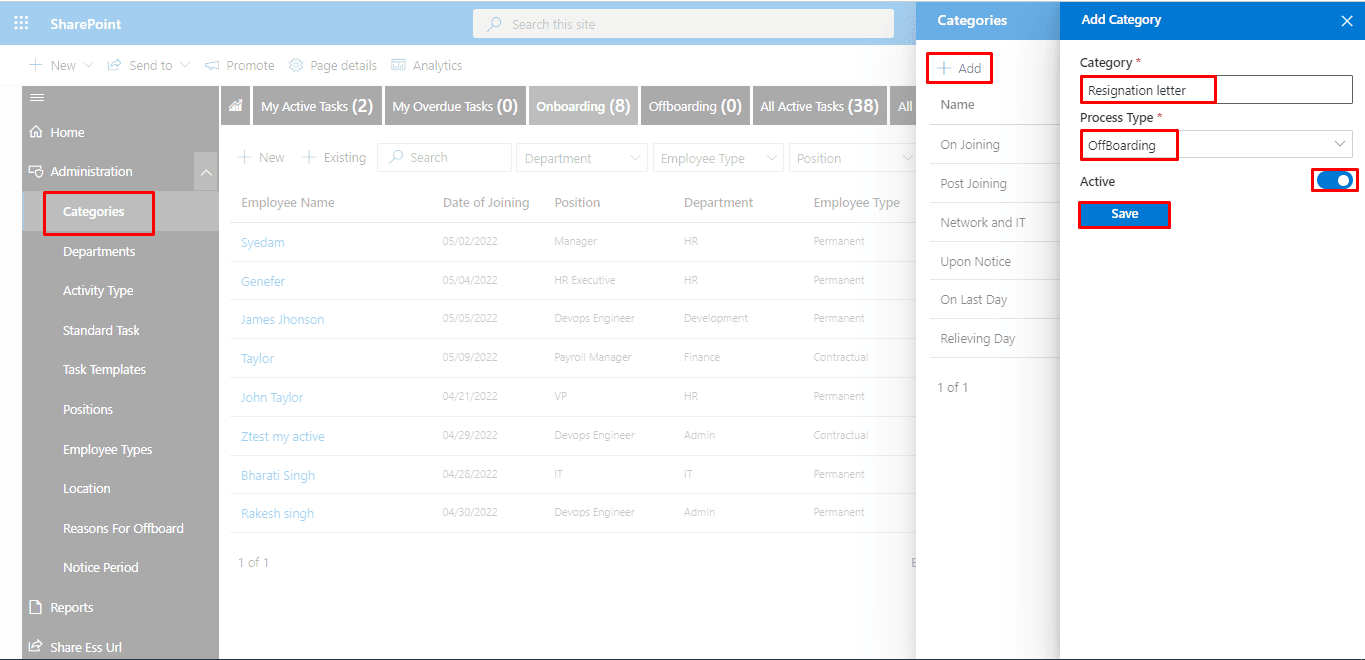 SharePoint
Search this site
New Send to Promote Page details Analytics
Home
Administration
Categories
Departments
Activity Type
Standard Task
Task Templates
Positions
Employee Types
Location
Reasons For Offboard
Notice Period
Reports
Share Ess Url
My Active Tasks (2) My Overdue Tasks (0) Onboarding (8) Offboarding (0) All Active Tasks (38) All
New Existing Search Department Employee Type Position
Employee Name Date of Joining Position Department Employee Type
Syedam 05/02/2022 Manager HR Permanent
Genefer 05/04/2022 HR Executive HR Permanent
James Jhonson 05/05/2022 Devops Engineer Development Permanent
Taylor 05/09/2022 Payroll Manager Finance Contractual
John Taylor 04/21/2022 VP HR Permanent
Ztest my active 04/29/2022 Devops Engineer Admin Contractual
Bharati Singh 04/28/2022 IT IT Permanent
Rakesh singh 04/30/2022 Devops Engineer Admin Permanent
1 of 1
Categories
Add
Name
On Joining
Post Joining
Network and IT
Upon Notice
On Last Day
Relieving Day
1 of 1
Add Category
Category *
Resignation letter
Process Type *
OffBoarding
Active
Save